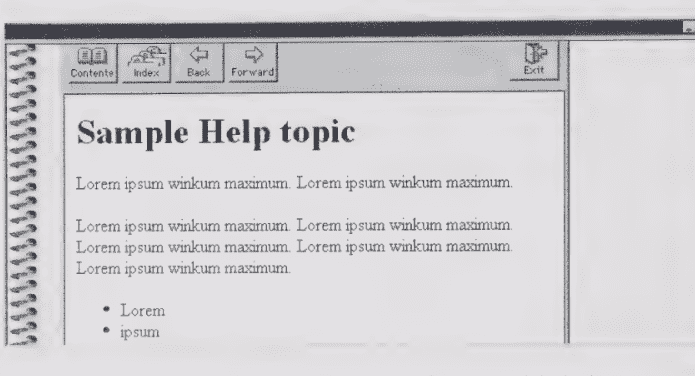 Contents Index Back Forward Exit
Sample Help topic
Lorem ipsum winkum maximum. Lorem ipsum winkum maximum.
Lorem ipsum winkum maximum. Lorem ipsum winkum maximum.
Lorem ipsum winkum maximum. Lorem ipsum winkum maximum.
Lorem ipsum winkum maximum.
• Lorem
• ipsum